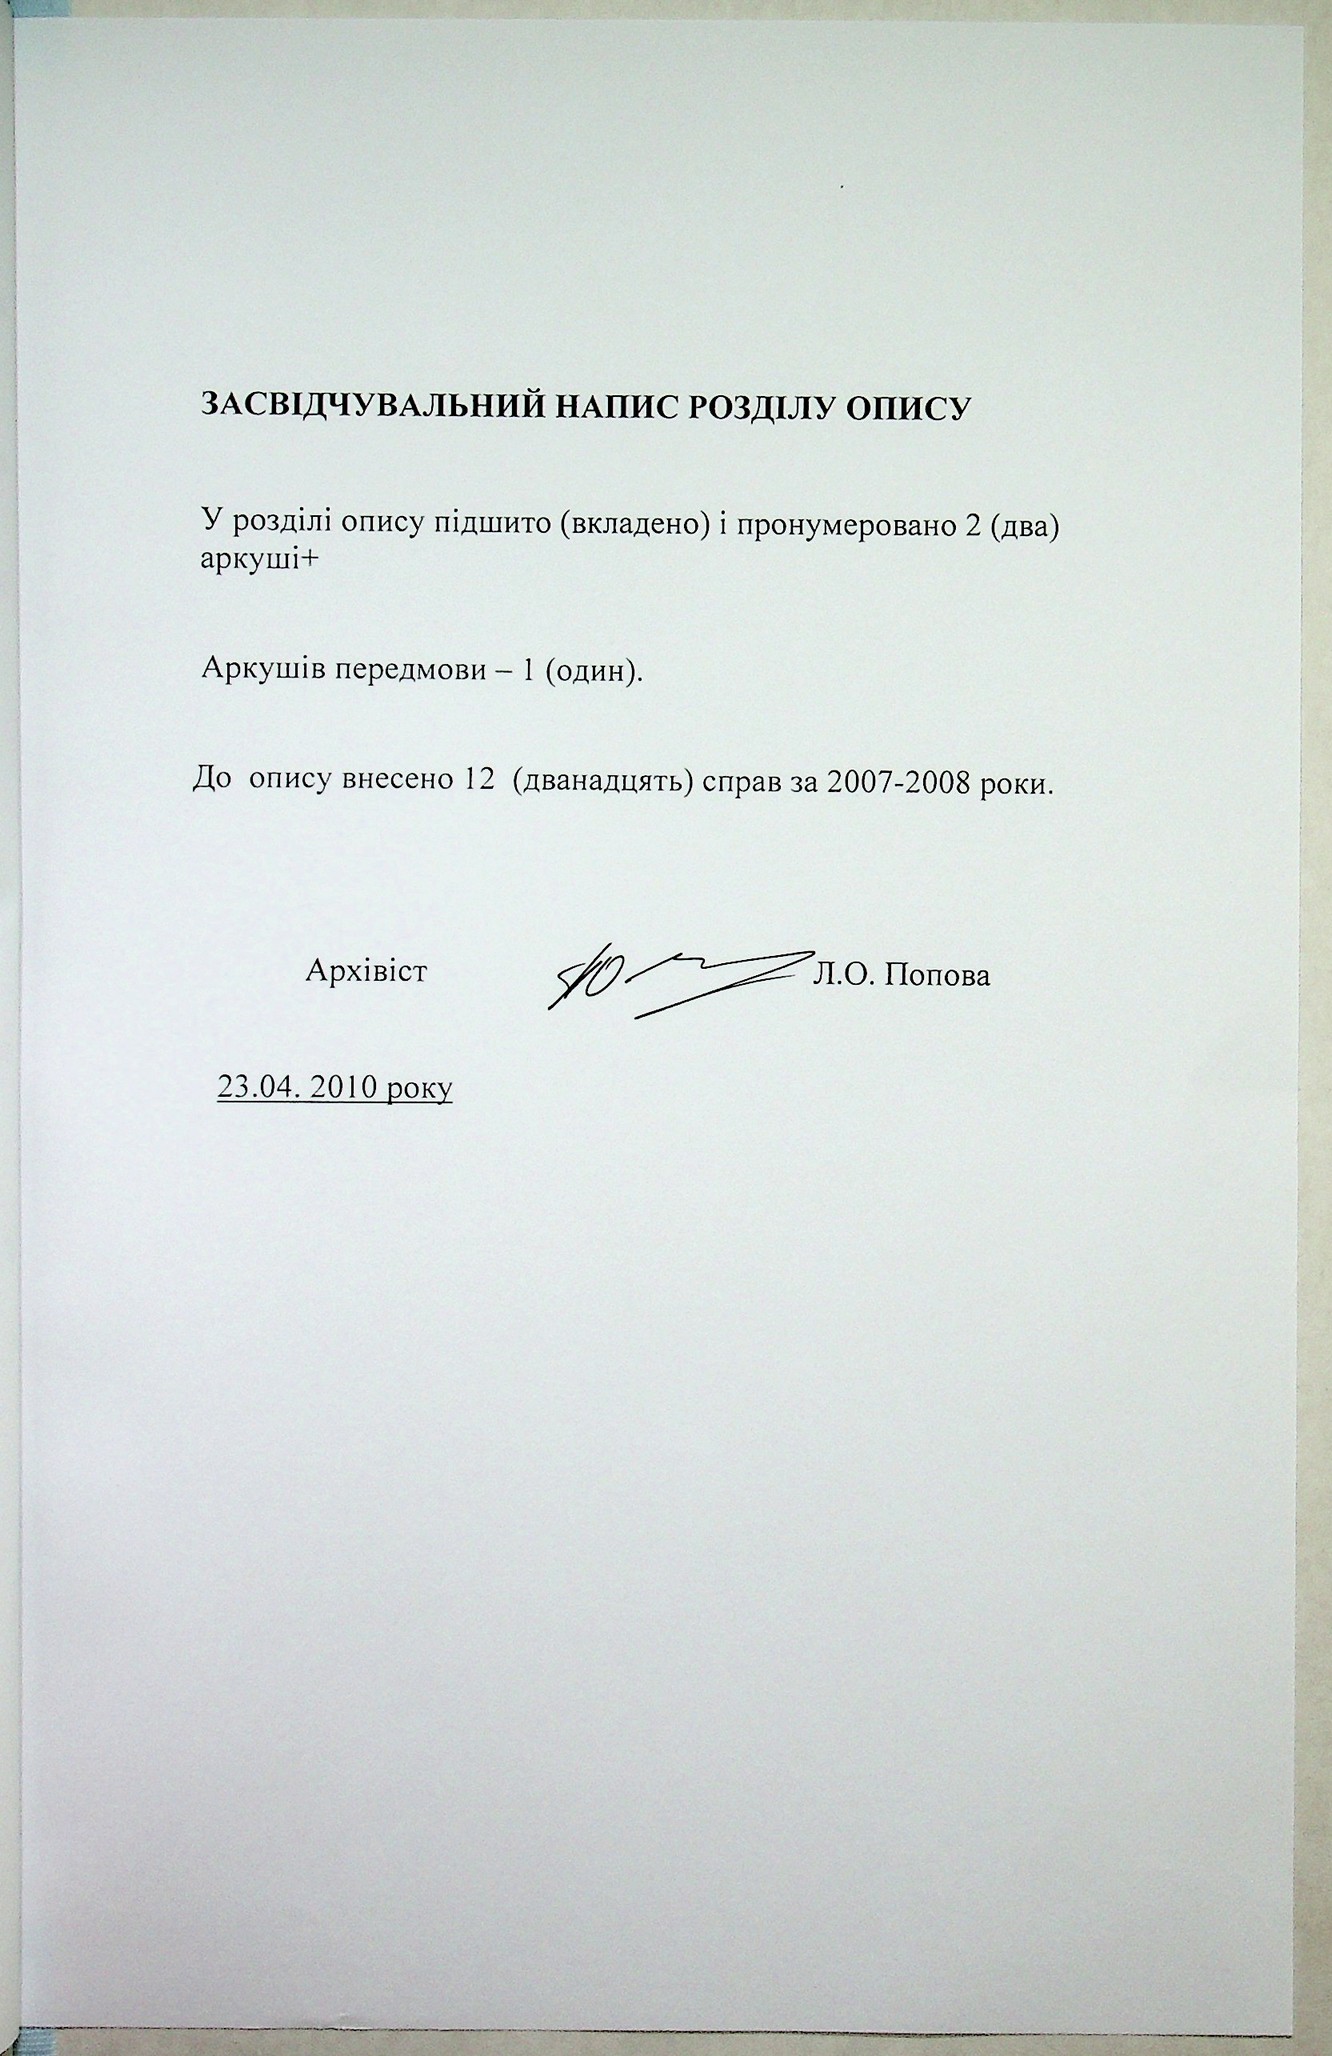 ЗАСВІДЧУВАЛЬНИЙ НАПИС РОЗДІЛУ ОПИСУ
У розділі опису підшито (вкладено) і пронумеровано 2 (два)
аркуші+
Аркушів передмови – 1 (один).
До опису внесено 12 (дванадцять) справ за 2007-2008 роки.
Архівіст Л.О. Попова
23.04. 2010 року